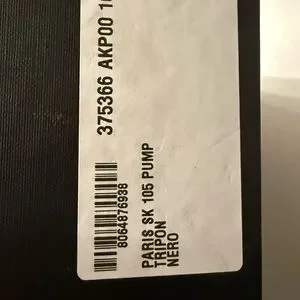 375366 AKP00
8064876938
PARIS SK 105 PUMP
TRIPON
NERO